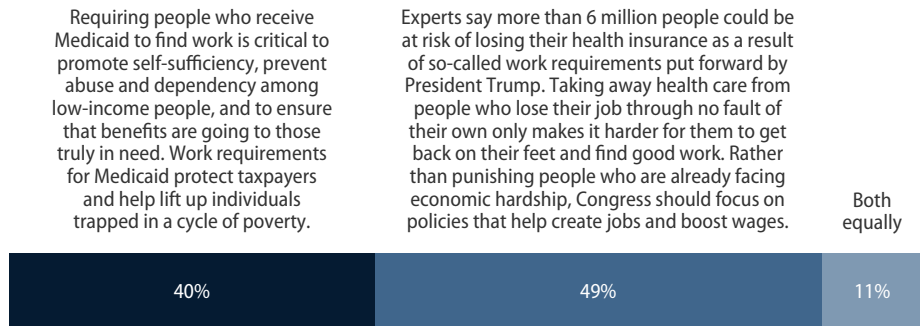 Requiring people who receive
Medicaid to find work is critical to
promote self-sufficiency, prevent
abuse and dependency among
low-income people, and to ensure
that benefits are going to those
truly in need. Work requirements
for Medicaid protect taxpayers
and help lift up individuals
trapped in a cycle of poverty.
Experts say more than 6 million people could be
at risk of losing their health insurance as a result
of so-called work requirements put forward by
President Trump. Taking away health care from
people who lose their job through no fault of
their own only makes it harder for them to get
back on their feet and find good work. Rather
than punishing people who are already facing
economic hardship, Congress should focus on
policies that help create jobs and boost wages.
Both
equally
40%
49%
11%